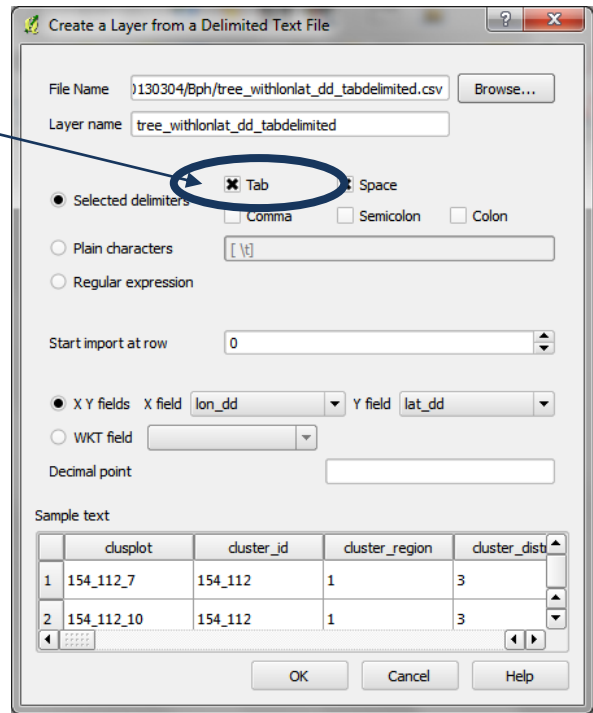 Create a Layer from a Delimited Text File
File Name )130304/Bph/tree_withlonlat_dd_tabdelimited.csv Browse...
Layer name tree_withlonlat_dd_tabdelimited
Tab Space
Selected delimiters
Comma Semicolon Colon
Plain characters [ \t]
Regular expression
Start import at row 0
X Y fields X field lon_dd Y field lat_dd
WKT field
Decimal point
Sample text
clusplot cluster_id cluster_region cluster_distr
1 154_112_7 154_112 1 3
2 154_112_10 154_112 1 3
OK Cancel Help